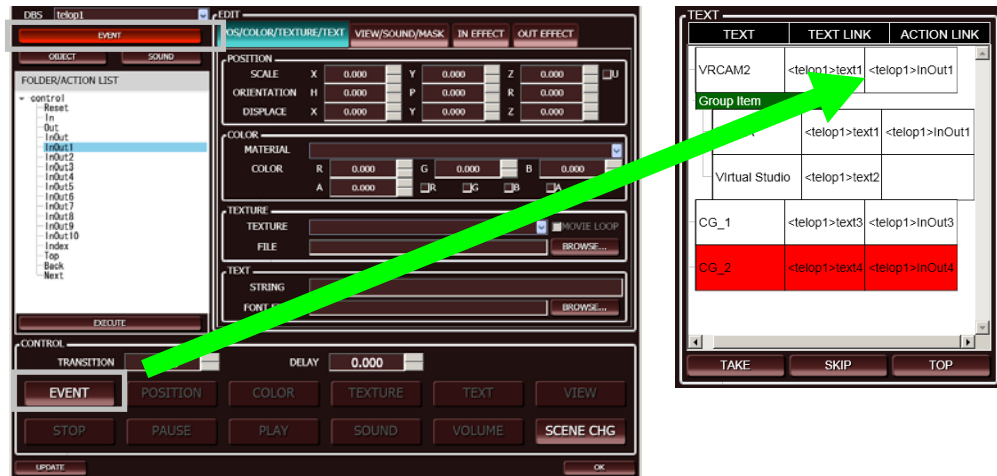 DBS telop1
EVENT
OBJECT SOUND
FOLDER/ACTION LIST
control
Reset
In
Out
InOut
InOut1
InOut2
InOut3
InOut4
InOut5
InOut6
InOut7
InOut8
InOut9
InOut10
Index
Top
Back
Next
EXECUTE
EDIT
POS/COLOR/TEXTURE/TEXT VIEW/SOUND/MASK IN EFFECT OUT EFFECT
POSITION
SCALE X 0.000 Y 0.000 Z 0.000 U
ORIENTATION H 0.000 P 0.000 R 0.000
DISPLACE X 0.000 Y 0.000 Z 0.000
COLOR
MATERIAL
COLOR R 0.000 G 0.000 B 0.000
A 0.000 R G B A
TEXTURE
TEXTURE MOVIE LOOP
FILE BROWSE...
TEXT
STRING
FONT BROWSE...
CONTROL
TRANSITION DELAY 0.000
EVENT POSITION COLOR TEXTURE TEXT VIEW
STOP PAUSE PLAY SOUND VOLUME SCENE CHG
UPDATE OK
TEXT
TEXT TEXT LINK ACTION LINK
VRCAM2 <telop1>text1 <telop1>InOut1
Group Item
<telop1>text1 <telop1>InOut1
VIrtual Studio <telop1>text2
CG_1 <telop1>text3 <telop1>InOut3
CG_2 <telop1>text4 <telop1>InOut4
TAKE SKIP TOP